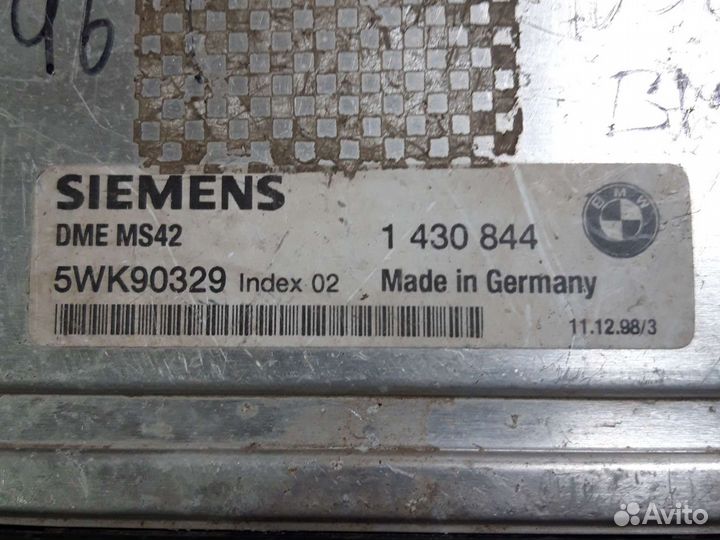 96
SIEMENS
DME MS42 1 430 844
BMW
5WK90329 Index 02 Made in Germany
11.12.98/3
Avito